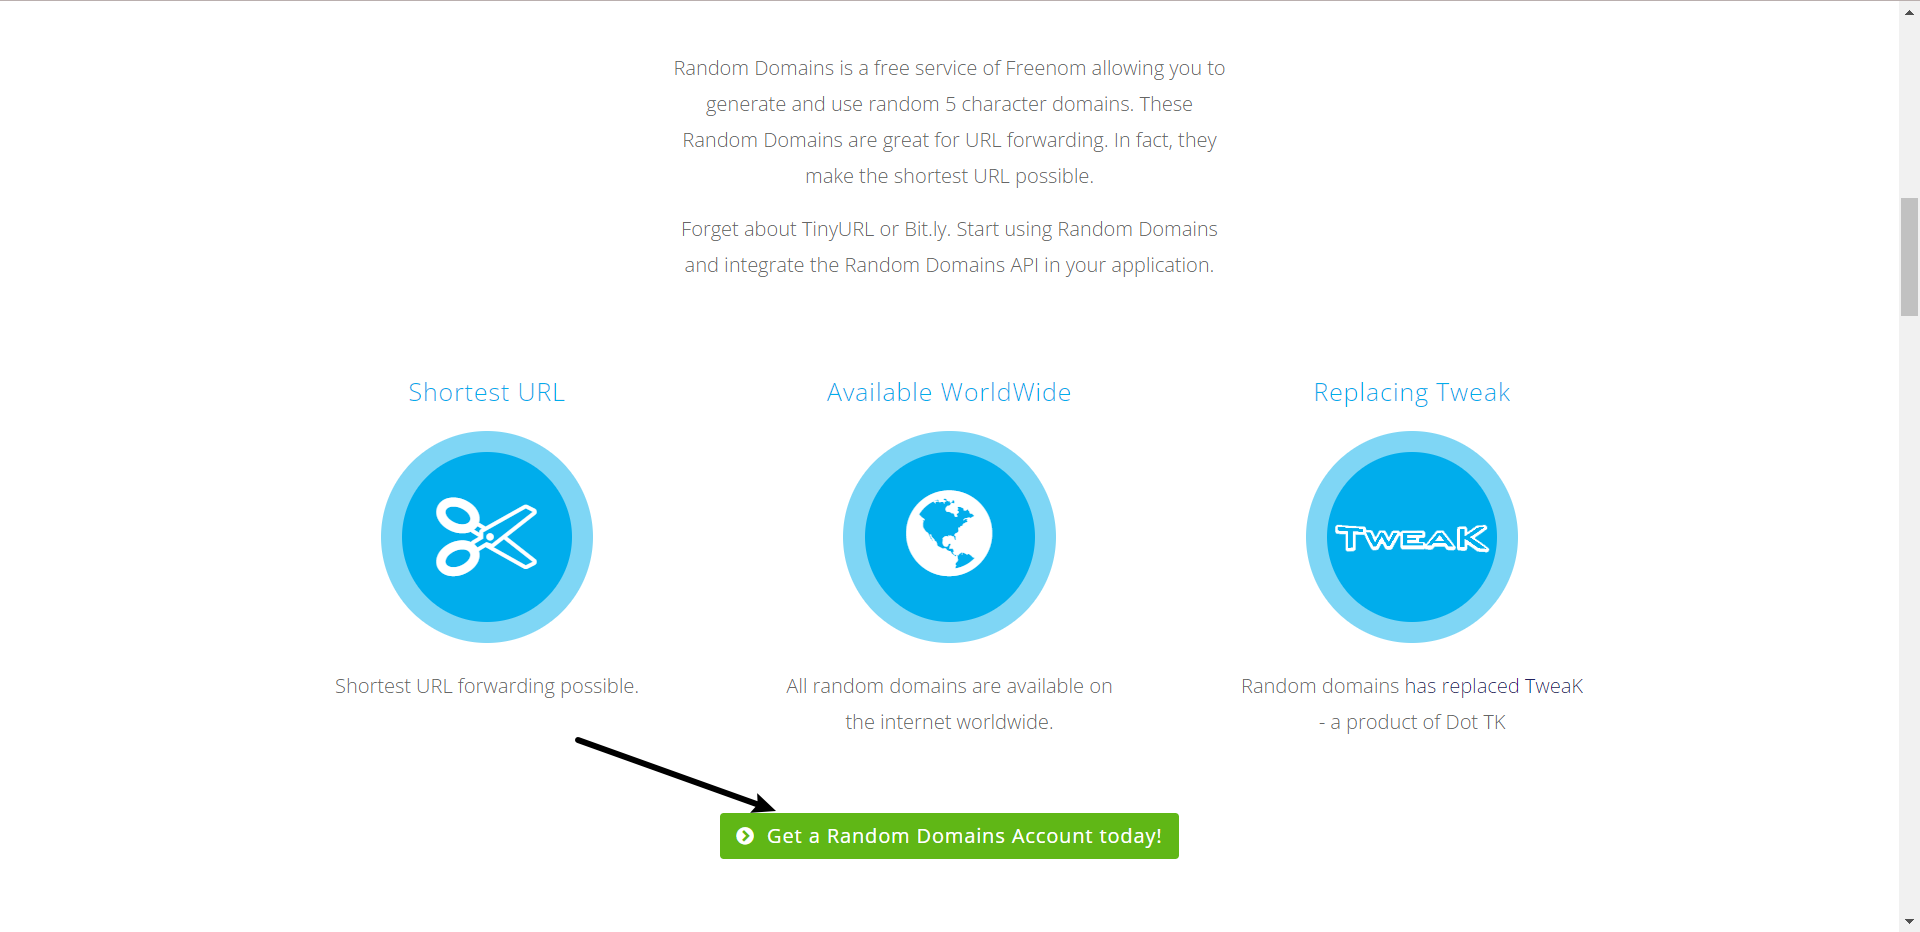 Random Domains is a free service of Freenom allowing you to
generate and use random 5 character domains. These
Random Domains are great for URL forwarding. In fact, they
make the shortest URL possible.
Forget about TinyURL or Bit.ly. Start using Random Domains
and integrate the Random Domains API in your application.
Shortest URL
Available WorldWide
Replacing Tweak
TWEAK
Shortest URL forwarding possible.
All random domains are available on
the internet worldwide.
Random domains has replaced TweaK
- a product of Dot TK
Get a Random Domains Account today!